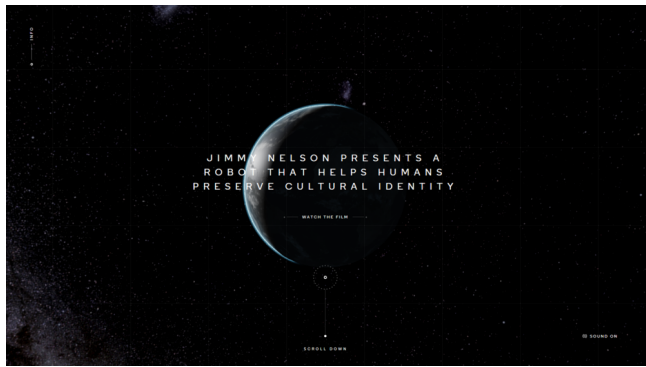 INFO
JIMMY NELSON PRESENTS A
ROBOT THAT HELPS HUMANS
PRESERVE CULTURAL IDENTITY
WATCH THE FILM
SCROLL DOWN
SOUND ON